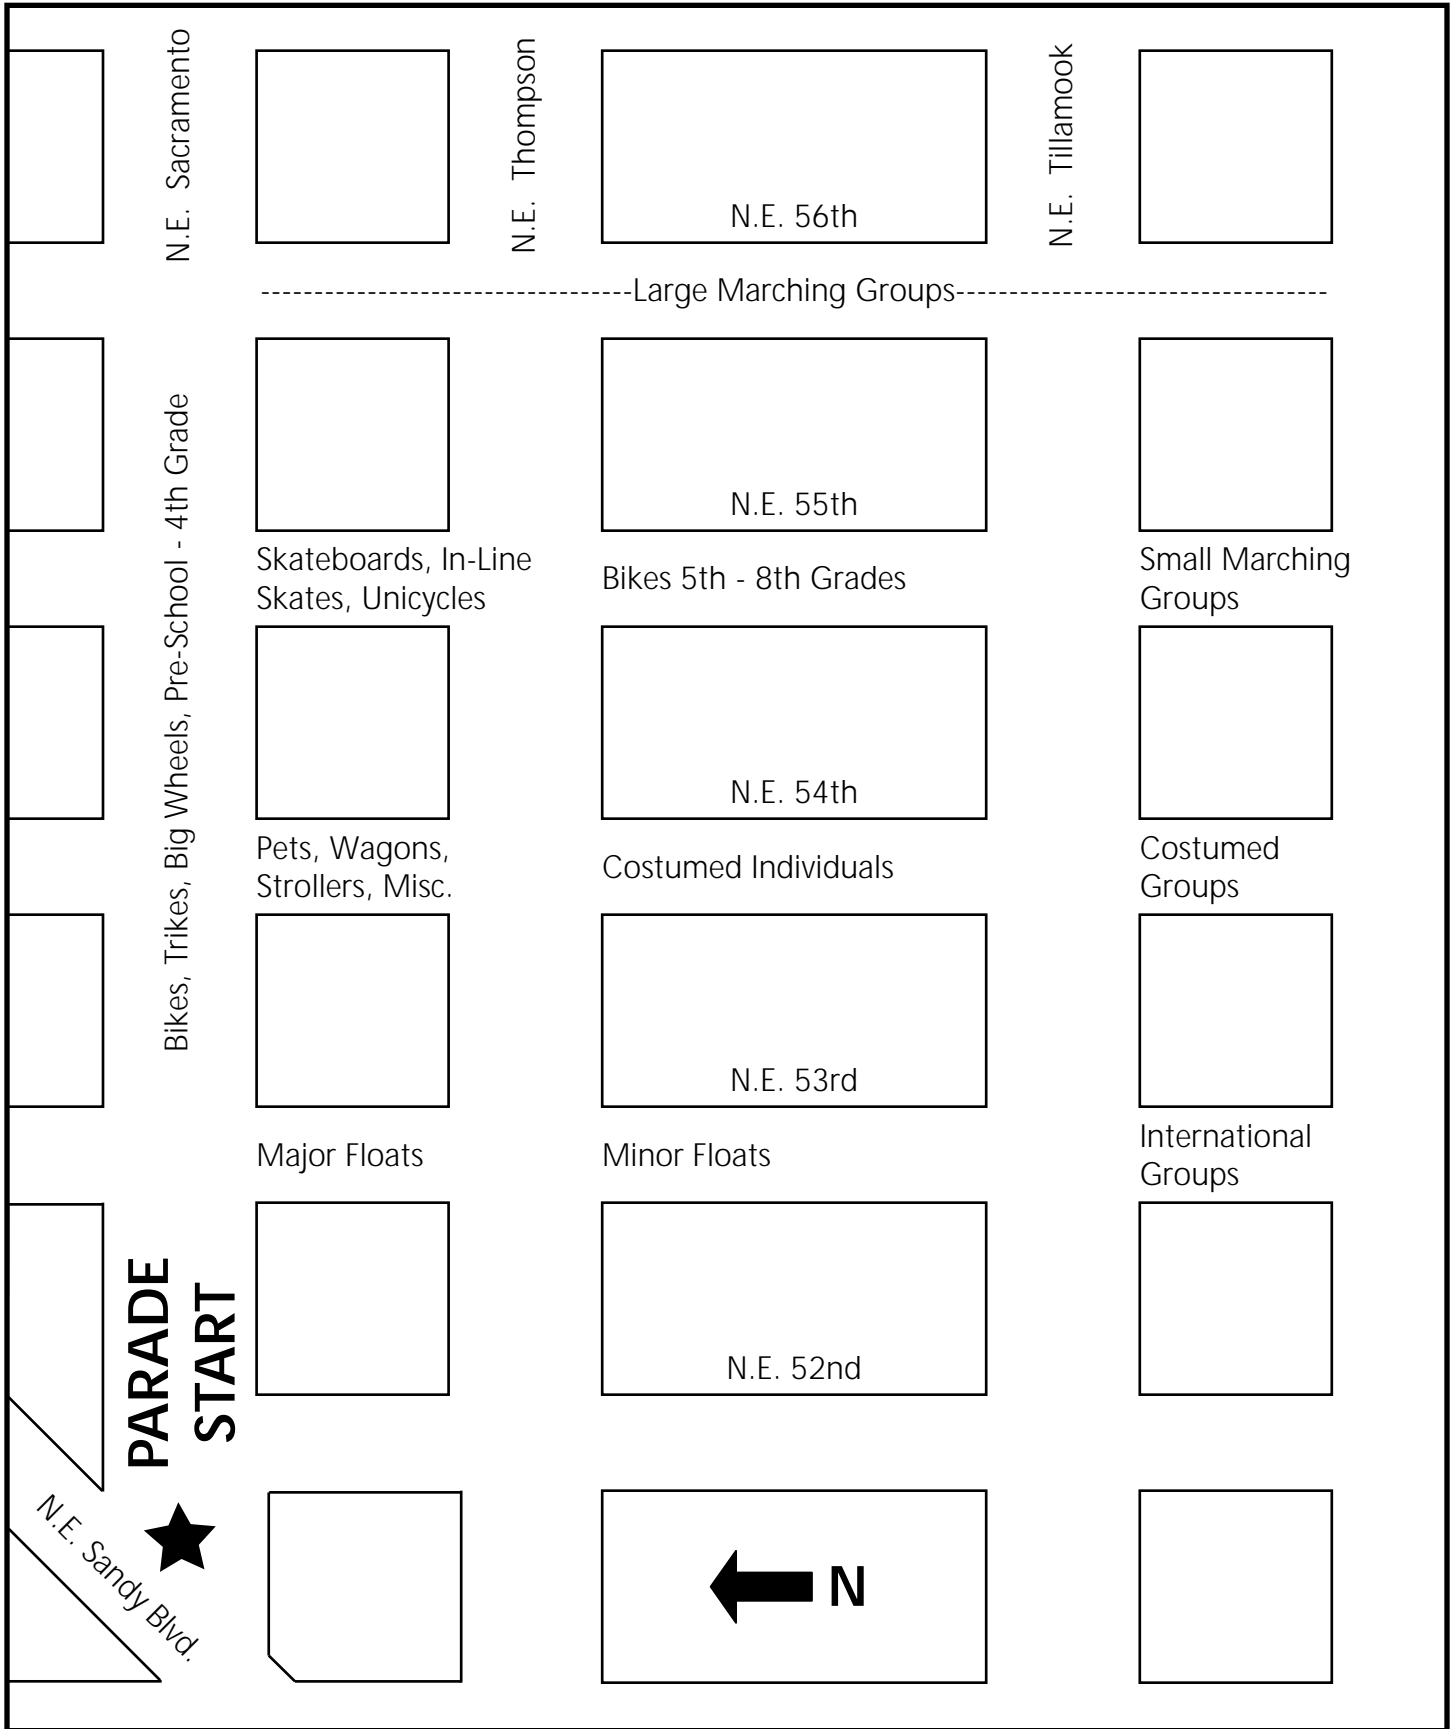 N.E. Sacramento
N.E. Thompson
N.E. Tillamook
N.E. 56th
-----------------------------------Large Marching Groups-----------------------------------
Bikes, Trikes, Big Wheels, Pre-School - 4th Grade
N.E. 55th
Skateboards, In-Line
Skates, Unicycles
Bikes 5th - 8th Grades
Small Marching
Groups
N.E. 54th
Pets, Wagons,
Strollers, Misc.
Costumed Individuals
Costumed
Groups
N.E. 53rd
Major Floats
Minor Floats
International
Groups
PARADE
START
N.E. 52nd
N.E. Sandy Blvd.
N